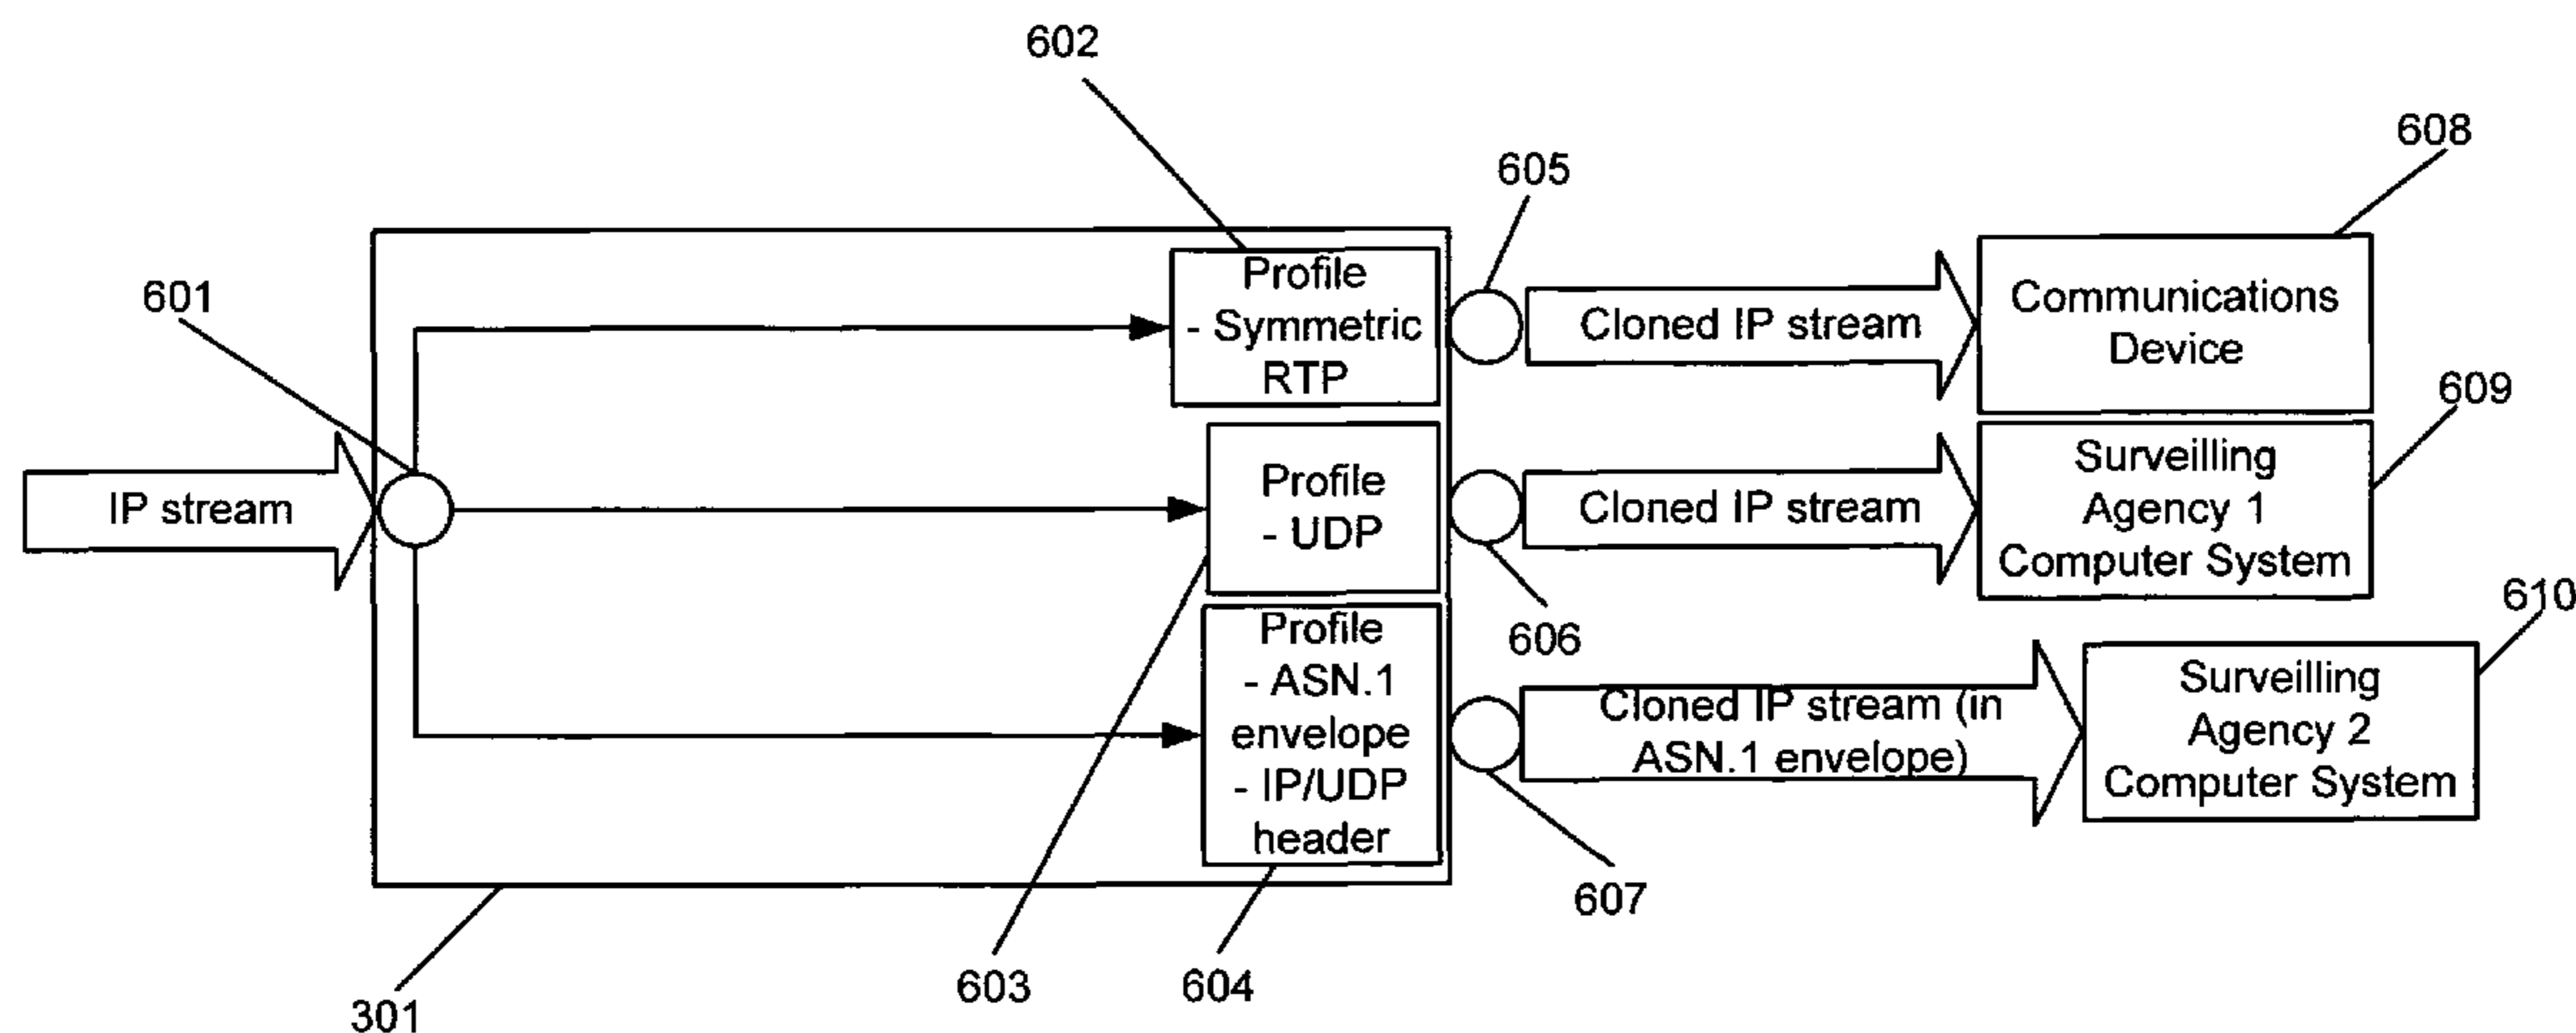 602
608
605
609
601
Profile
- Symmetric
RTP
Cloned IP stream
Communications
Device
IP stream
Profile
- UDP
Cloned IP stream
Surveilling
Agency 1
Computer System
610
606
Profile
- ASN.1
envelope
- IP/UDP
header
Cloned IP stream (in
ASN.1 envelope)
Surveilling
Agency 2
Computer System
607
603
604
301